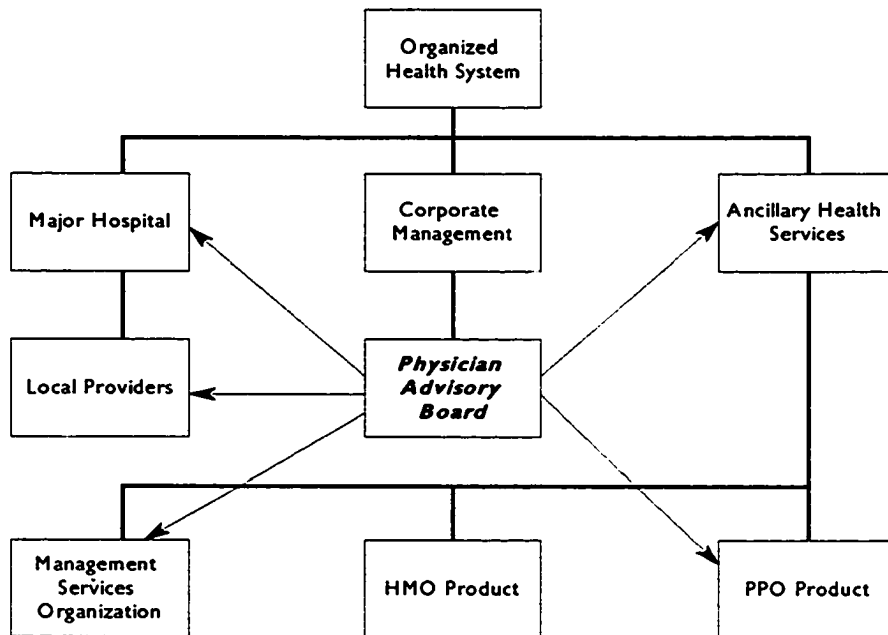 Organized
Health System
Major Hospital
Corporate
Management
Ancillary Health
Services
Local Providers
Physician
Advisory
Board
Management
Services
Organization
HMO Product
PPO Product